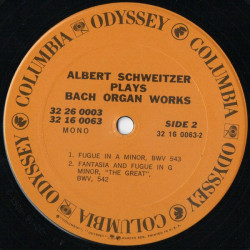 COLUMBIA ODYSSEY COLUMBIA ODYSSEY COLUMBIA ODYSSEY COLUMBIA ODYSSEY
ALBERT SCHWEITZER
PLAYS
BACH ORGAN WORKS
32 26 0003
32 16 0063
MONO
SIDE 2
32 16 0063-2
1. FUGUE IN A MINOR, BWV 543
2. FANTASIA AND FUGUE IN G
MINOR, "THE GREAT",
BWV, 542